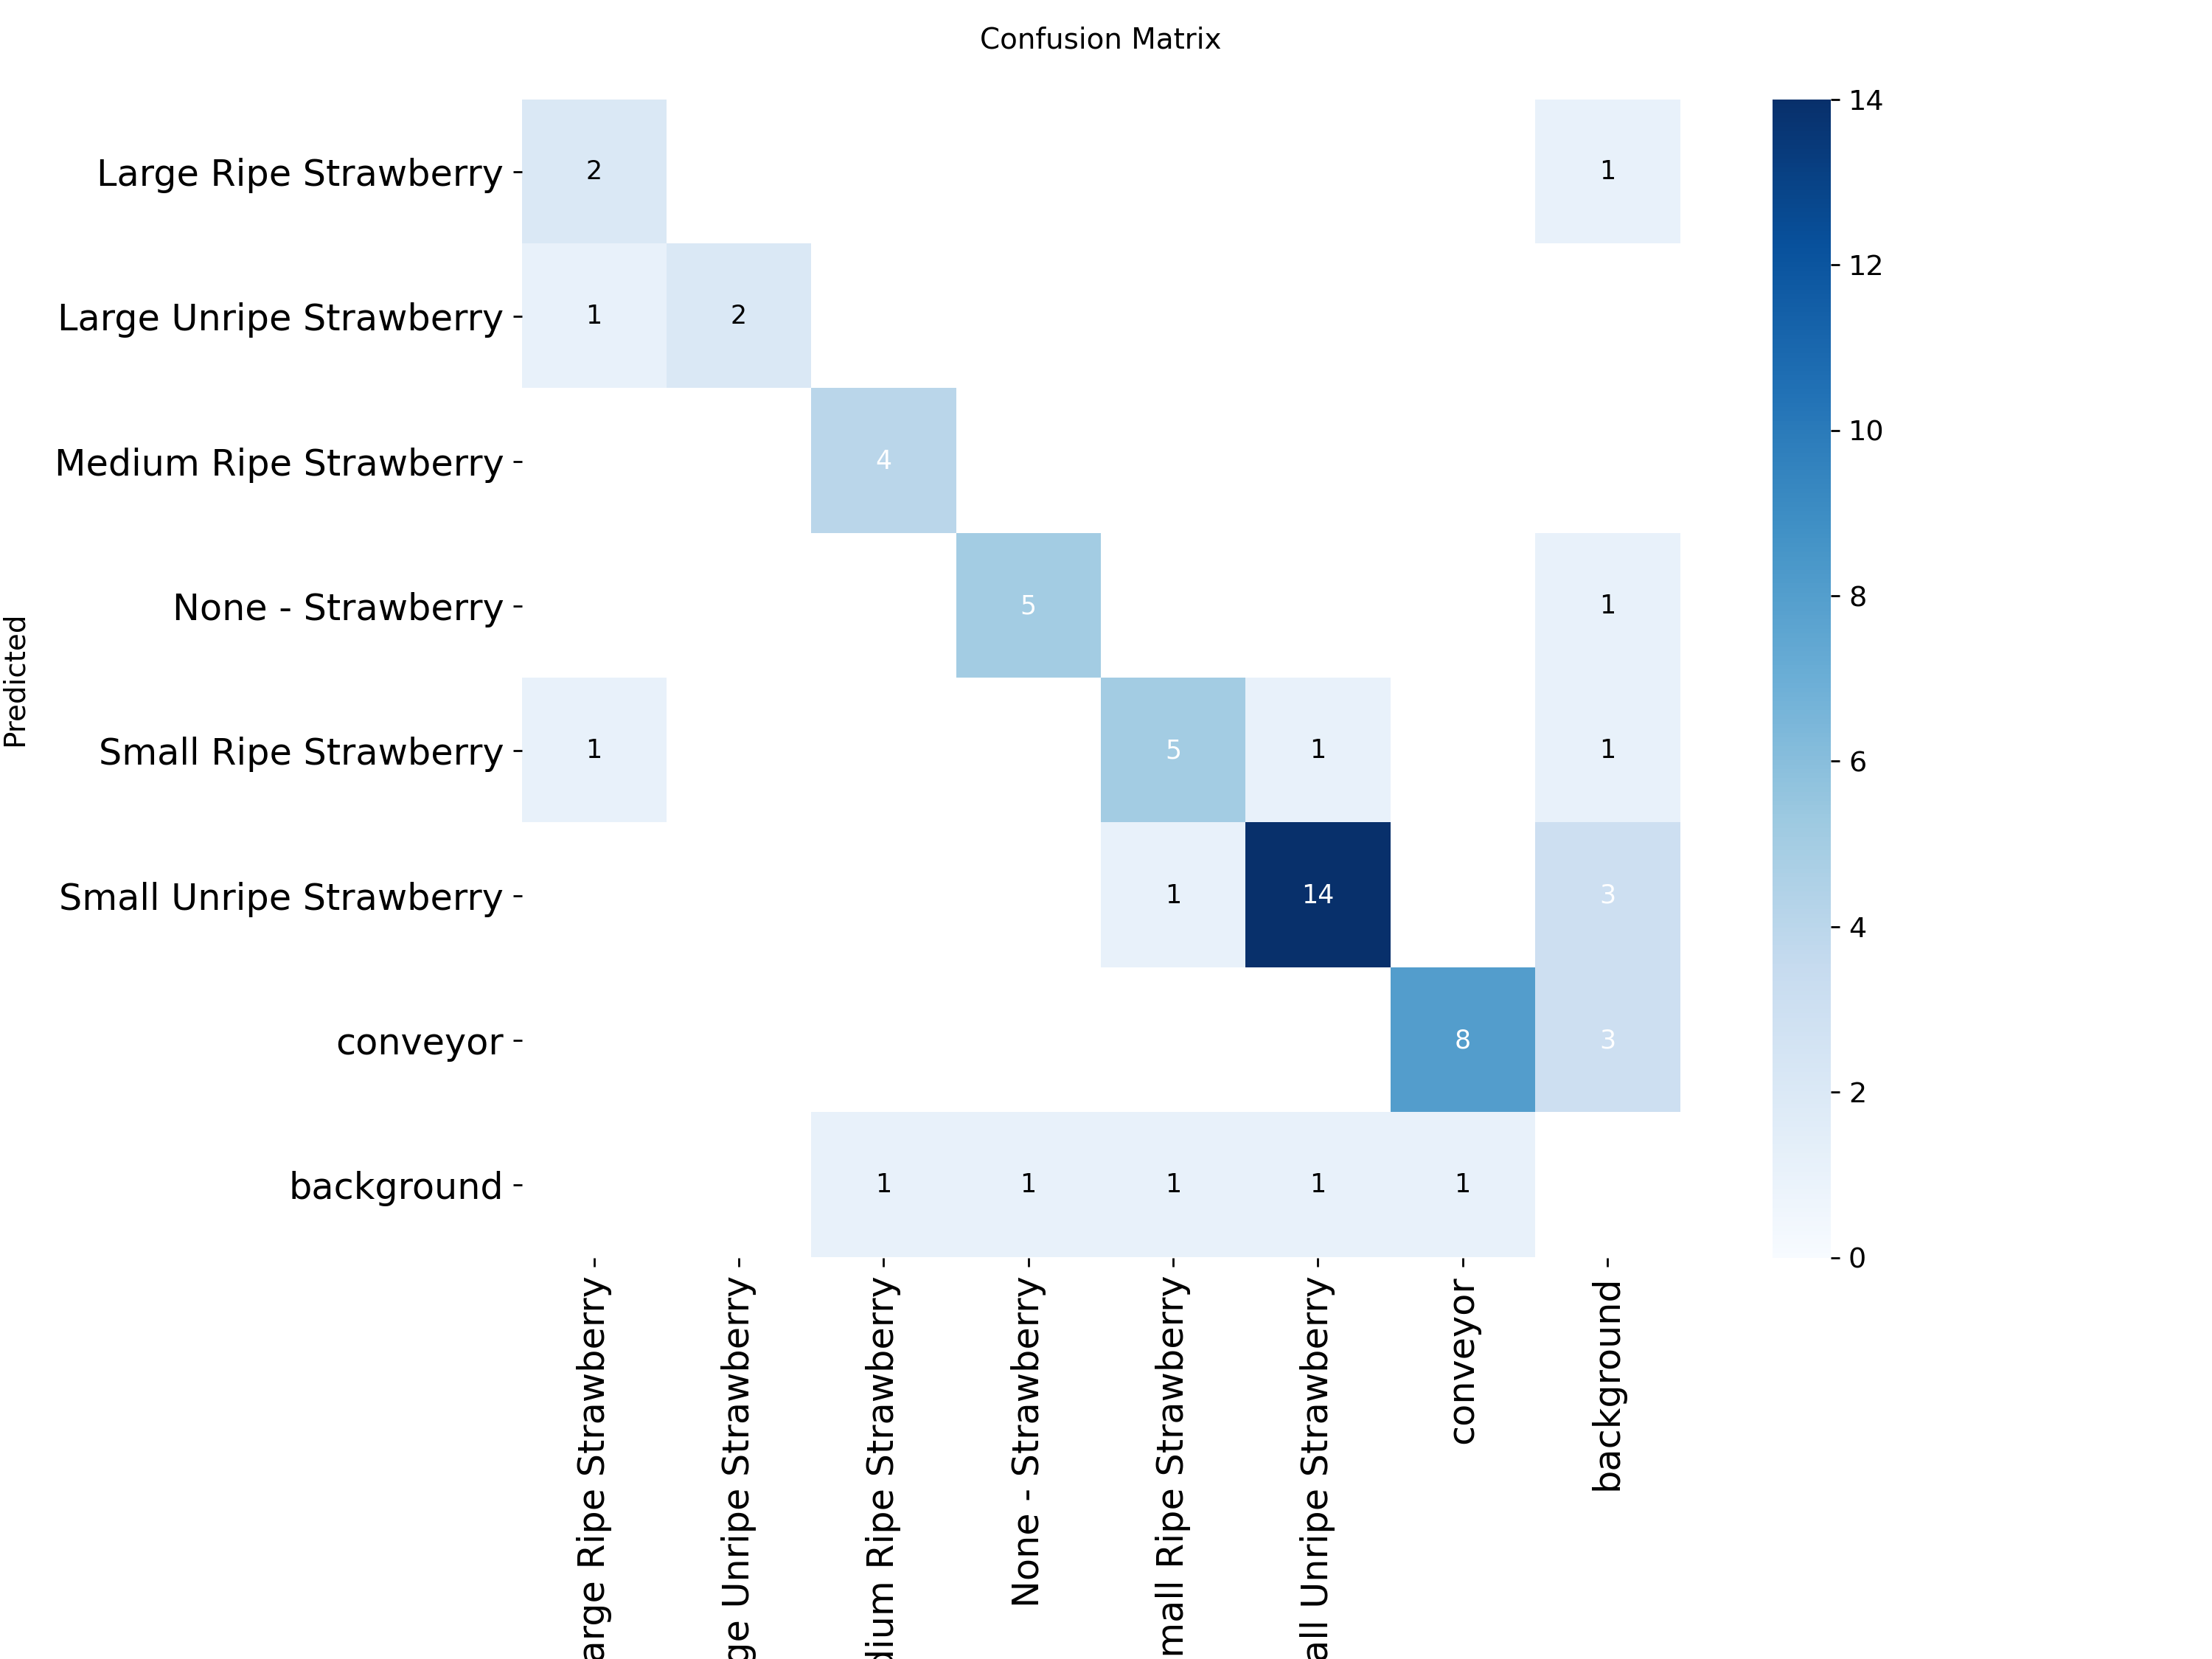 Confusion Matrix
Large Ripe Strawberry
2
1
Large Unripe Strawberry
1 2
Medium Ripe Strawberry
4
None - Strawberry
5 1
Small Ripe Strawberry
1 5 1 1
Small Unripe Strawberry
1 14 3
conveyor
8 3
background
1 1 1 1 1
Predicted
arge Ripe Strawberry
ge Unripe Strawberry
dium Ripe Strawberry
None - Strawberry
mall Ripe Strawberry
all Unripe Strawberry
conveyor
background
14
12
10
8
6
4
2
0